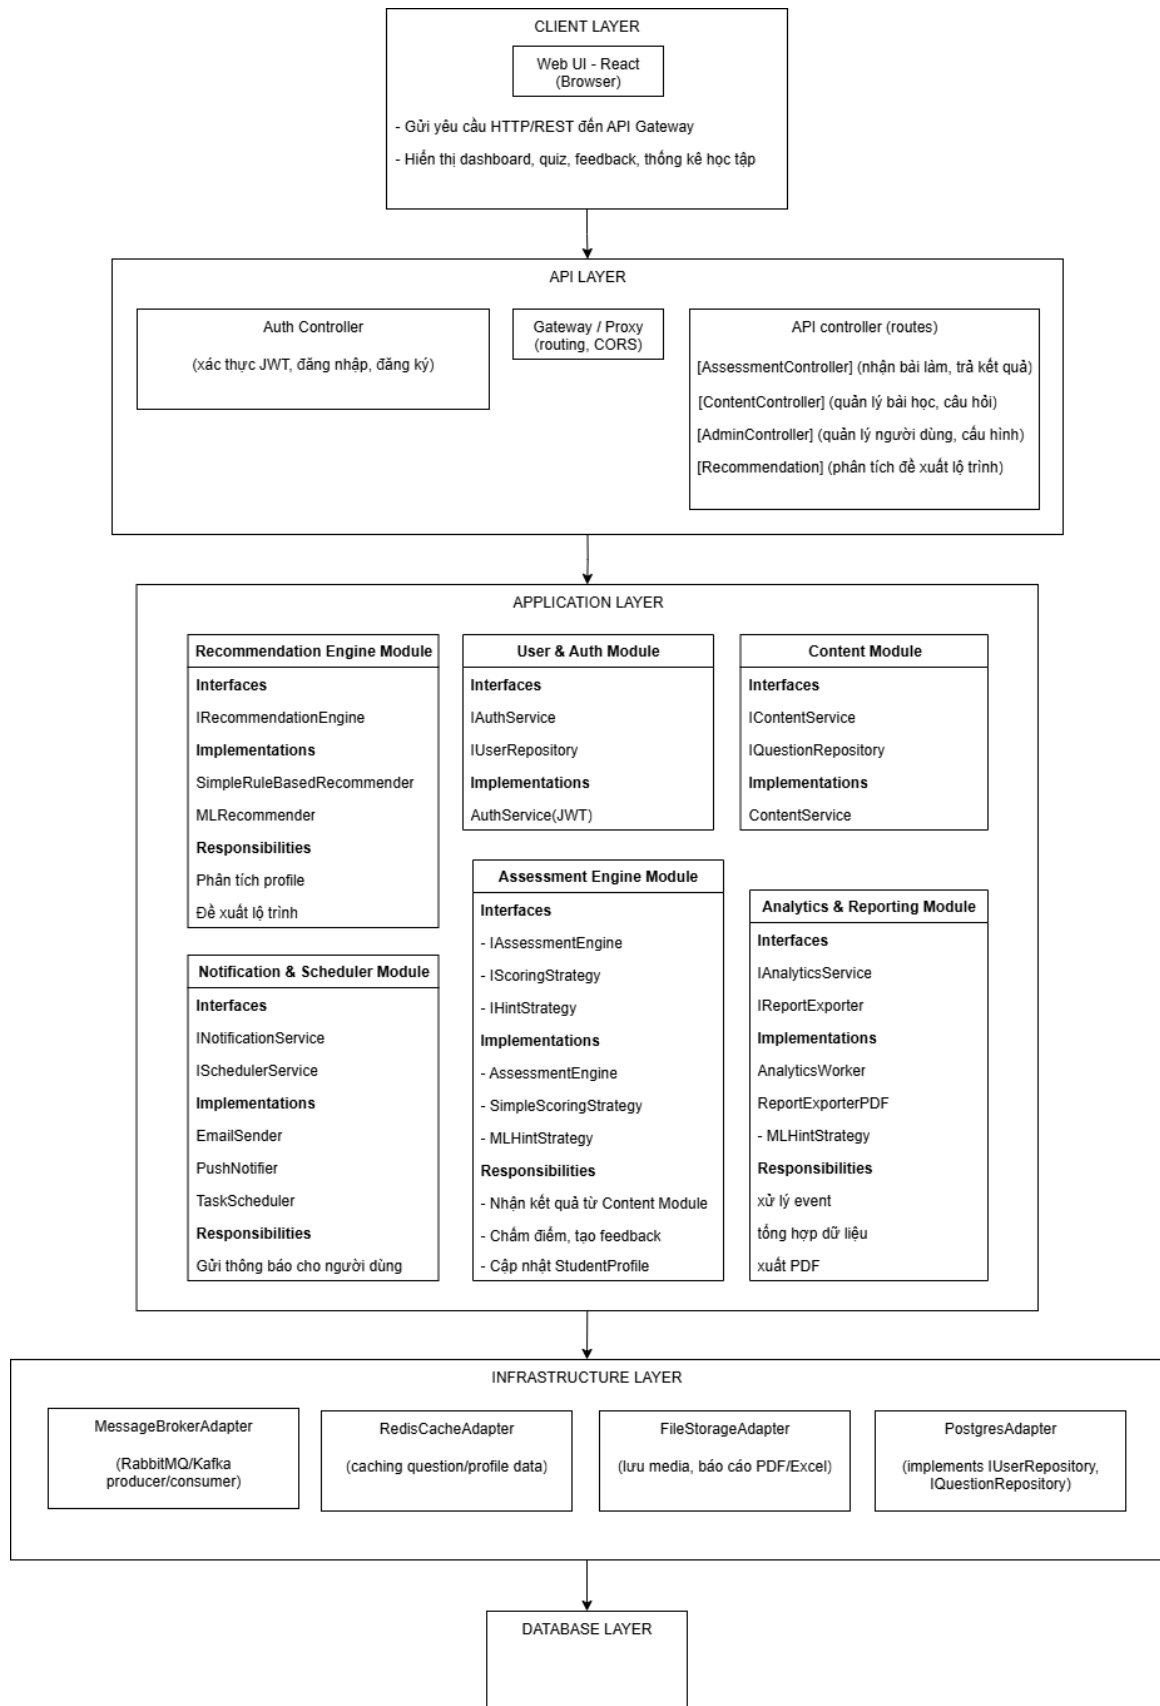 CLIENT LAYER
Web UI - React
(Browser)
- Gửi yêu cầu HTTP/REST đến API Gateway
- Hiển thị dashboard, quiz, feedback, thống kê học tập
API LAYER
Auth Controller
(xác thực JWT, đăng nhập, đăng ký)
Gateway / Proxy
(routing, CORS)
API controller (routes)
[AssessmentController] (nhận bài làm, trả kết quả)
[ContentController] (quản lý bài học, câu hỏi)
[AdminController] (quản lý người dùng, cấu hình)
[Recommendation] (phân tích đề xuất lộ trình)
APPLICATION LAYER
Recommendation Engine Module
Interfaces
IRecommendationEngine
Implementations
SimpleRuleBasedRecommender
MLRecommender
Responsibilities
Phân tích profile
Đề xuất lộ trình
User & Auth Module
Interfaces
IAuthService
IUserRepository
Implementations
AuthService(JWT)
Content Module
Interfaces
IContentService
IQuestionRepository
Implementations
ContentService
Notification & Scheduler Module
Interfaces
INotificationService
ISchedulerService
Implementations
EmailSender
PushNotifier
TaskScheduler
Responsibilities
Gửi thông báo cho người dùng
Assessment Engine Module
Interfaces
- IAssessmentEngine
- IScoringStrategy
- IHintStrategy
Implementations
- AssessmentEngine
- SimpleScoringStrategy
- MLHintStrategy
Responsibilities
- Nhận kết quả từ Content Module
- Chấm điểm, tạo feedback
- Cập nhật StudentProfile
Analytics & Reporting Module
Interfaces
IAnalyticsService
IReportExporter
Implementations
AnalyticsWorker
ReportExporterPDF
- MLHintStrategy
Responsibilities
xử lý event
tổng hợp dữ liệu
xuất PDF
INFRASTRUCTURE LAYER
MessageBrokerAdapter
(RabbitMQ/Kafka
producer/consumer)
RedisCacheAdapter
(caching question/profile data)
FileStorageAdapter
(lưu media, báo cáo PDF/Excel)
PostgresAdapter
(implements IUserRepository,
IQuestionRepository)
DATABASE LAYER